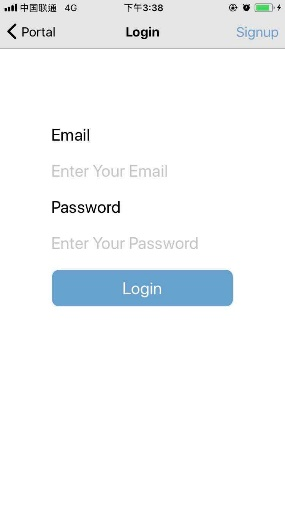 中国联通 4G 下午3:38
Portal Login Signup
Email
Enter Your Email
Password
Enter Your Password
Login